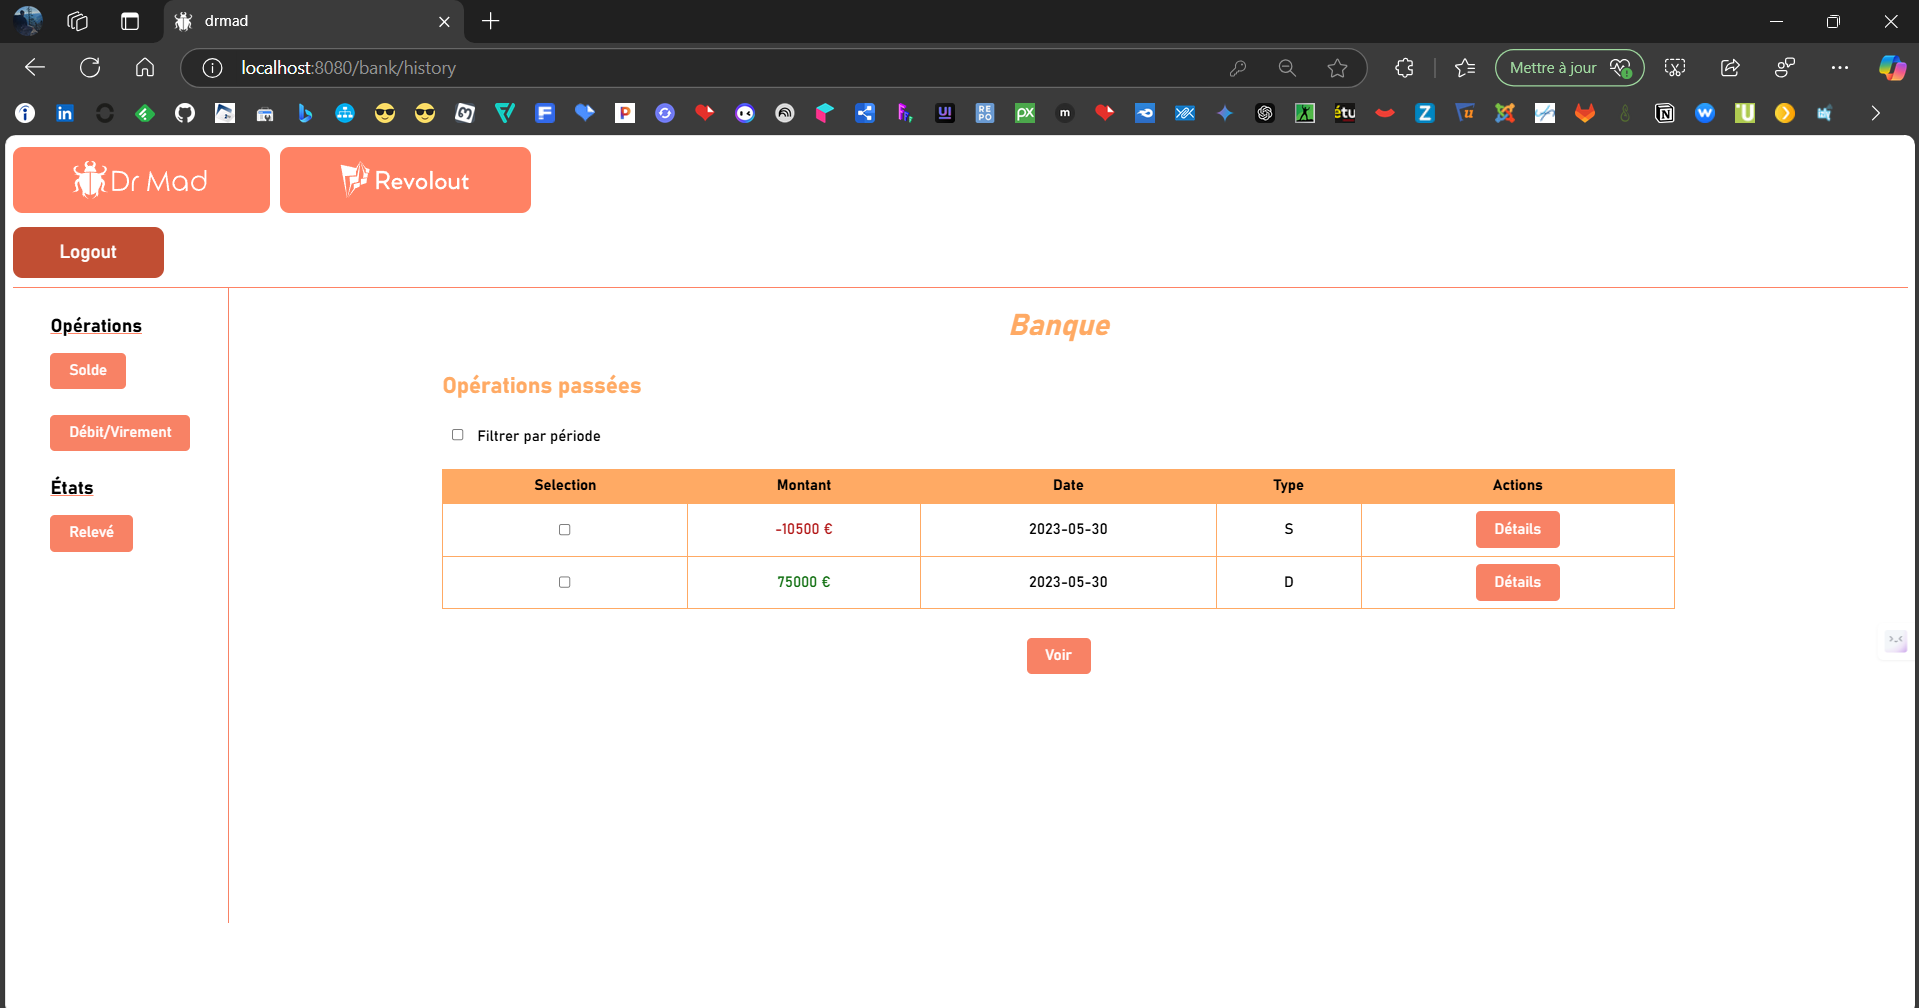 drmad
localhost:8080/bank/history
Mettre à jour
Dr Mad
Revolout
Logout
Opérations
Solde
Débit/Virement
États
Relevé
Banque
Opérations passées
Filtrer par période
Selection Montant Date Type Actions
-10500 € 2023-05-30 S Détails
75000 € 2023-05-30 D Détails
Voir